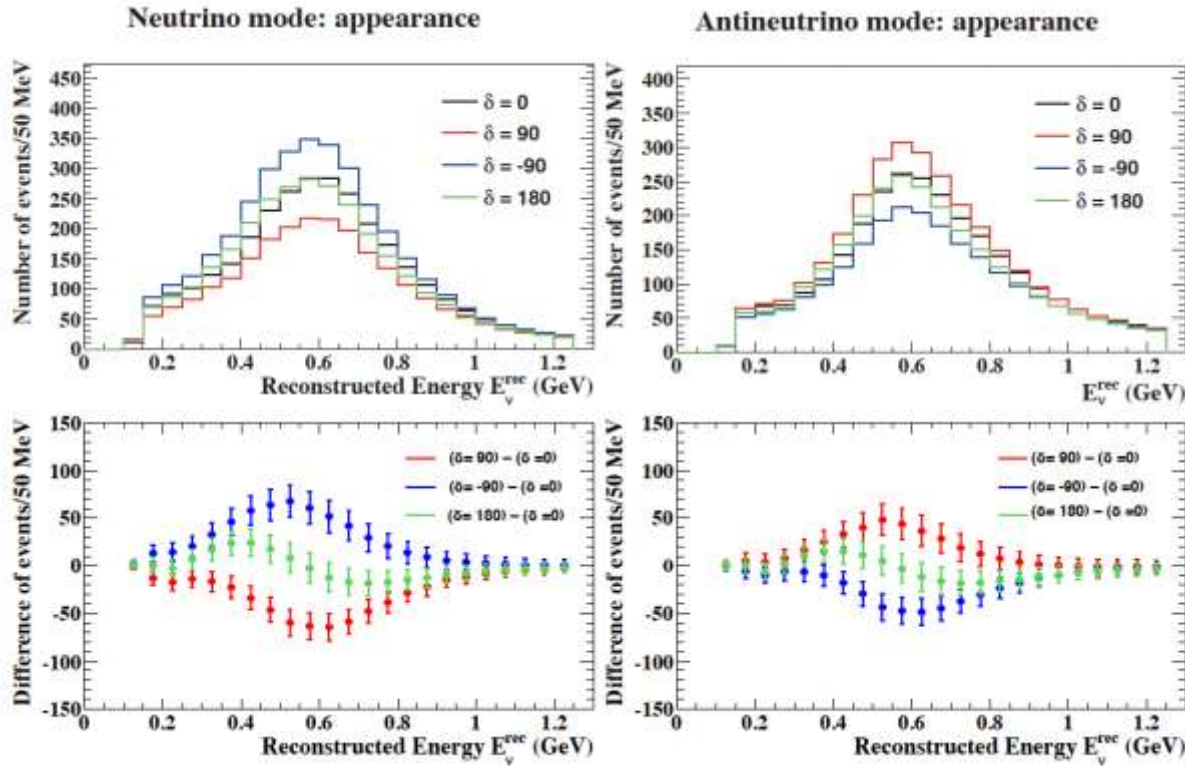 Neutrino mode: appearance
Number of events/50 MeV
450
400
350
300
250
200
150
100
50
0
δ = 0
δ = 90
δ = -90
δ = 180
0 0.2 0.4 0.6 0.8 1 1.2
Reconstructed Energy E_ν^rec (GeV)
Antineutrino mode: appearance
Number of events/50 MeV
400
350
300
250
200
150
100
50
0
δ = 0
δ = 90
δ = -90
δ = 180
0 0.2 0.4 0.6 0.8 1 1.2
E_ν^rec (GeV)
Difference of events/50 MeV
150
100
50
0
-50
-100
-150
(δ= 90) – (δ =0)
(δ= -90) – (δ =0)
(δ= 180) – (δ =0)
0 0.2 0.4 0.6 0.8 1 1.2
Reconstructed Energy E_ν^rec (GeV)
Difference of events/50 MeV
150
100
50
0
-50
-100
-150
(δ= 90) – (δ =0)
(δ= -90) – (δ =0)
(δ= 180) – (δ =0)
0 0.2 0.4 0.6 0.8 1 1.2
Reconstructed Energy E_ν^rec (GeV)